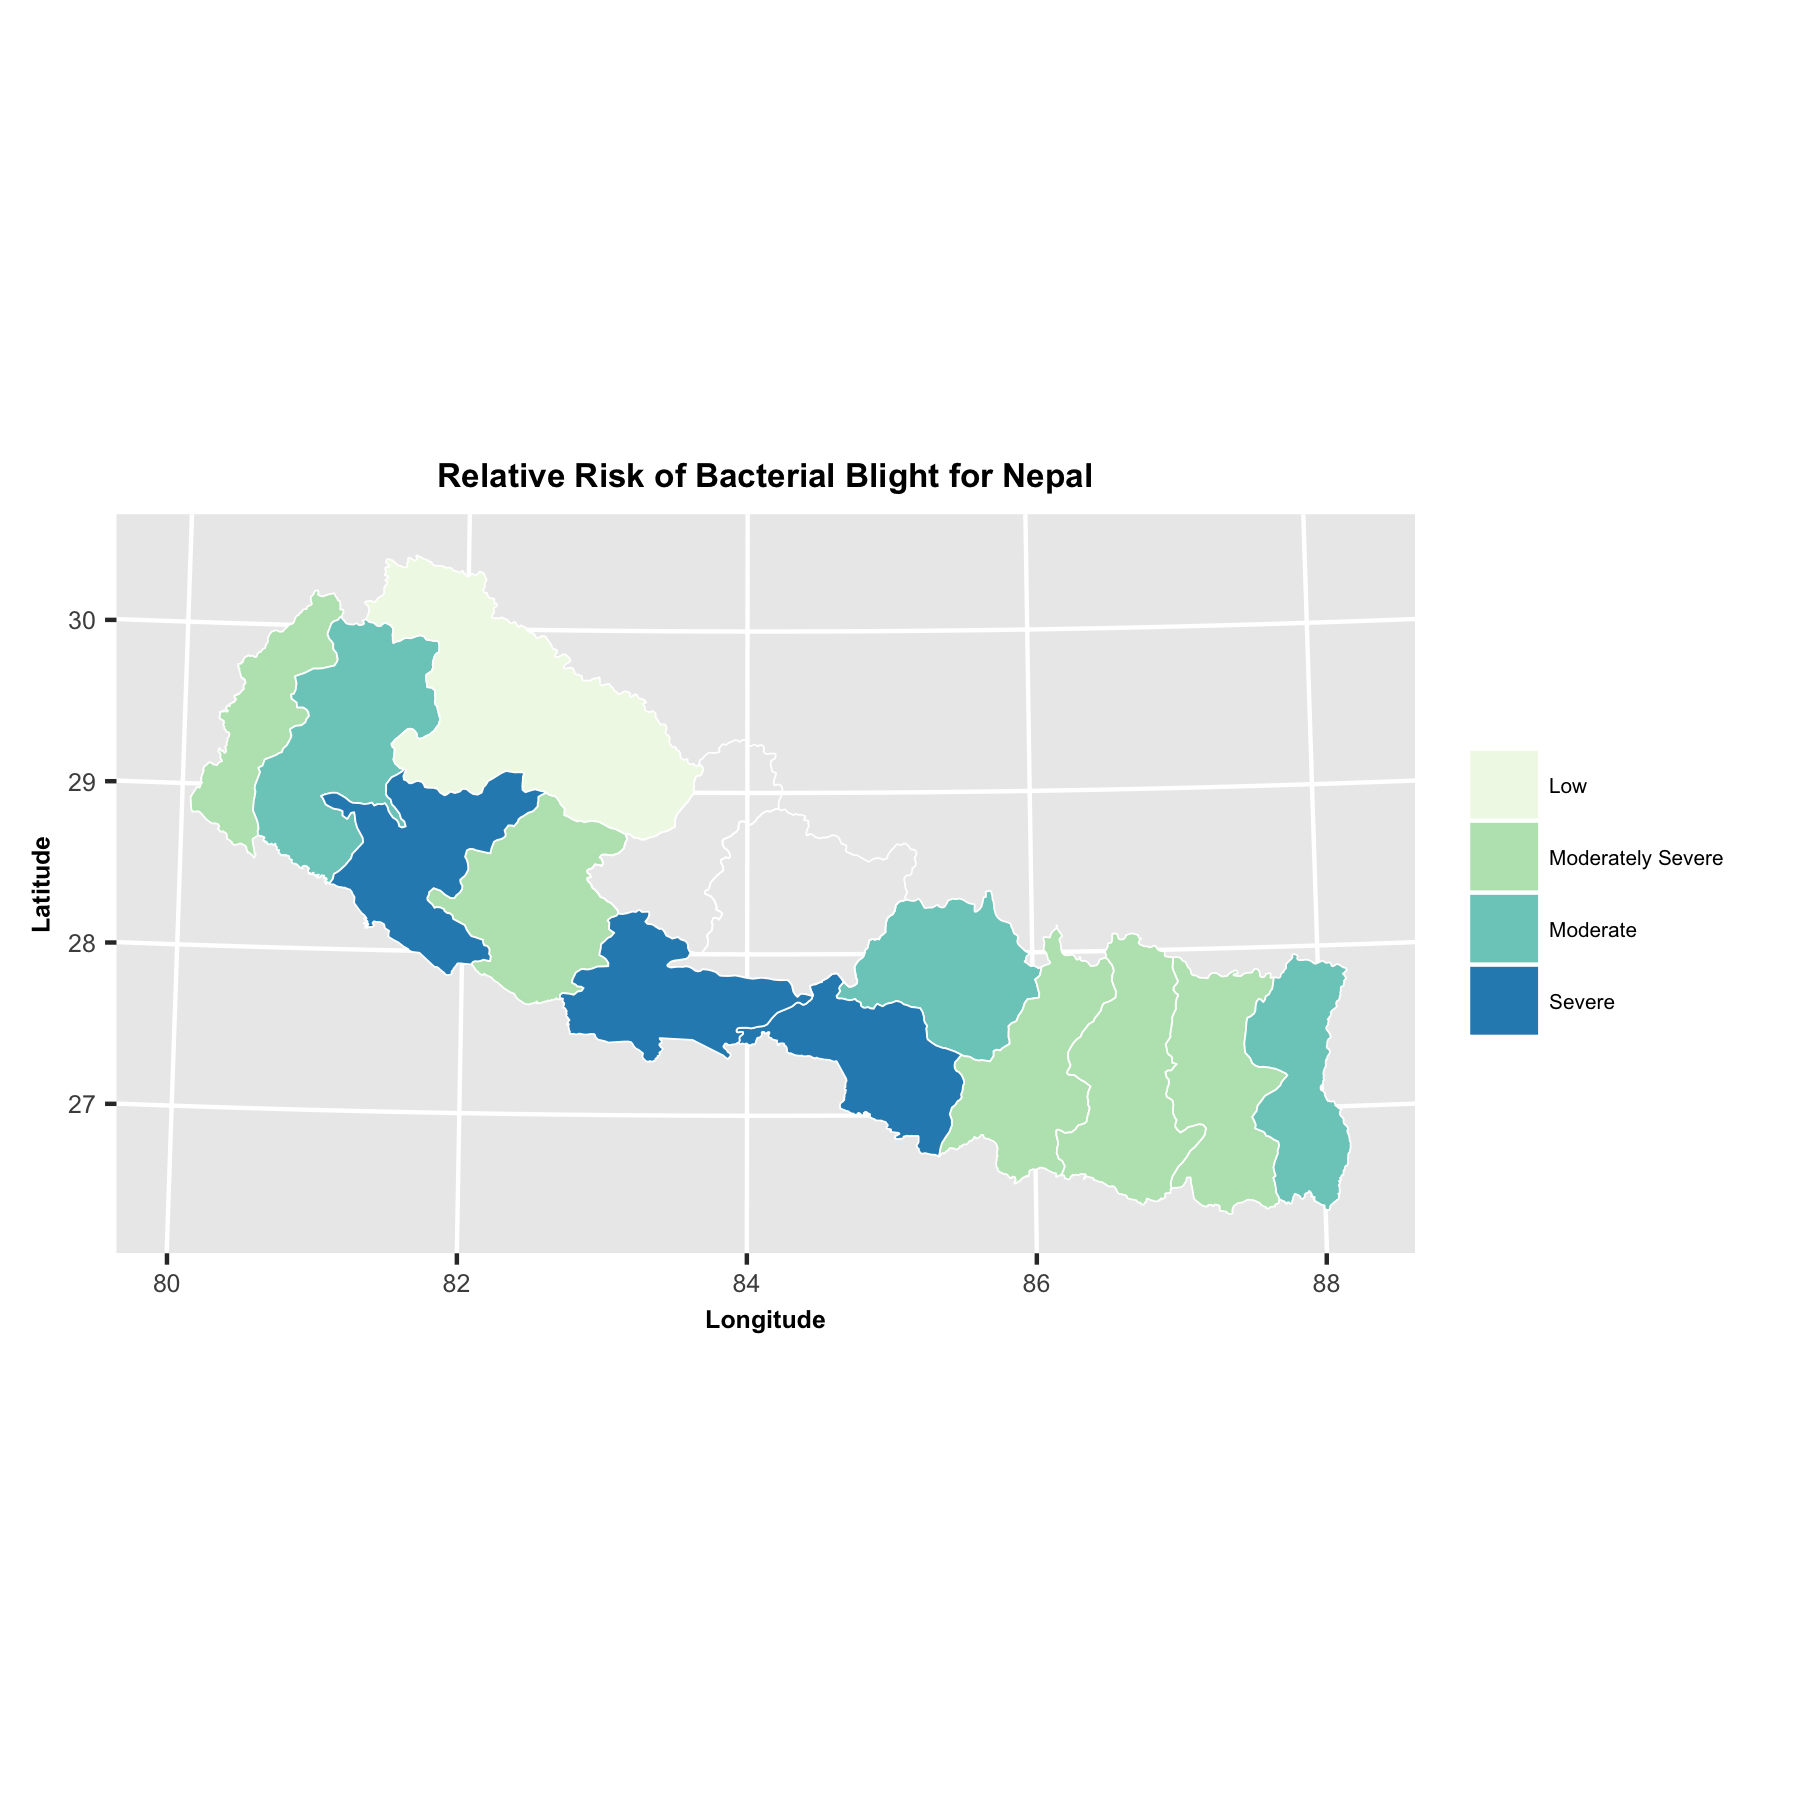 Relative Risk of Bacterial Blight for Nepal
30
29
28
27
Latitude
80 82 84 86 88
Longitude
Low
Moderately Severe
Moderate
Severe